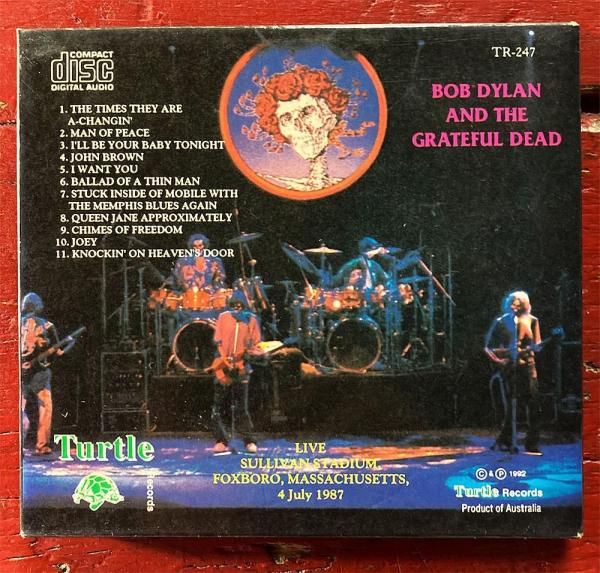 COMPACT
disc
DIGITAL AUDIO
TR-247
BOB DYLAN
AND THE
GRATEFUL DEAD
1. THE TIMES THEY ARE
A-CHANGIN'
2. MAN OF PEACE
3. I'LL BE YOUR BABY TONIGHT
4. JOHN BROWN
5. I WANT YOU
6. BALLAD OF A THIN MAN
7. STUCK INSIDE OF MOBILE WITH
THE MEMPHIS BLUES AGAIN
8. QUEEN JANE APPROXIMATELY
9. CHIMES OF FREEDOM
10. JOEY
11. KNOCKIN' ON HEAVEN'S DOOR
Turtle
Records
LIVE
SULLIVAN STADIUM,
FOXBORO, MASSACHUSETTS,
4 July 1987
© & ℗ 1992
Turtle Records
Product of Australia